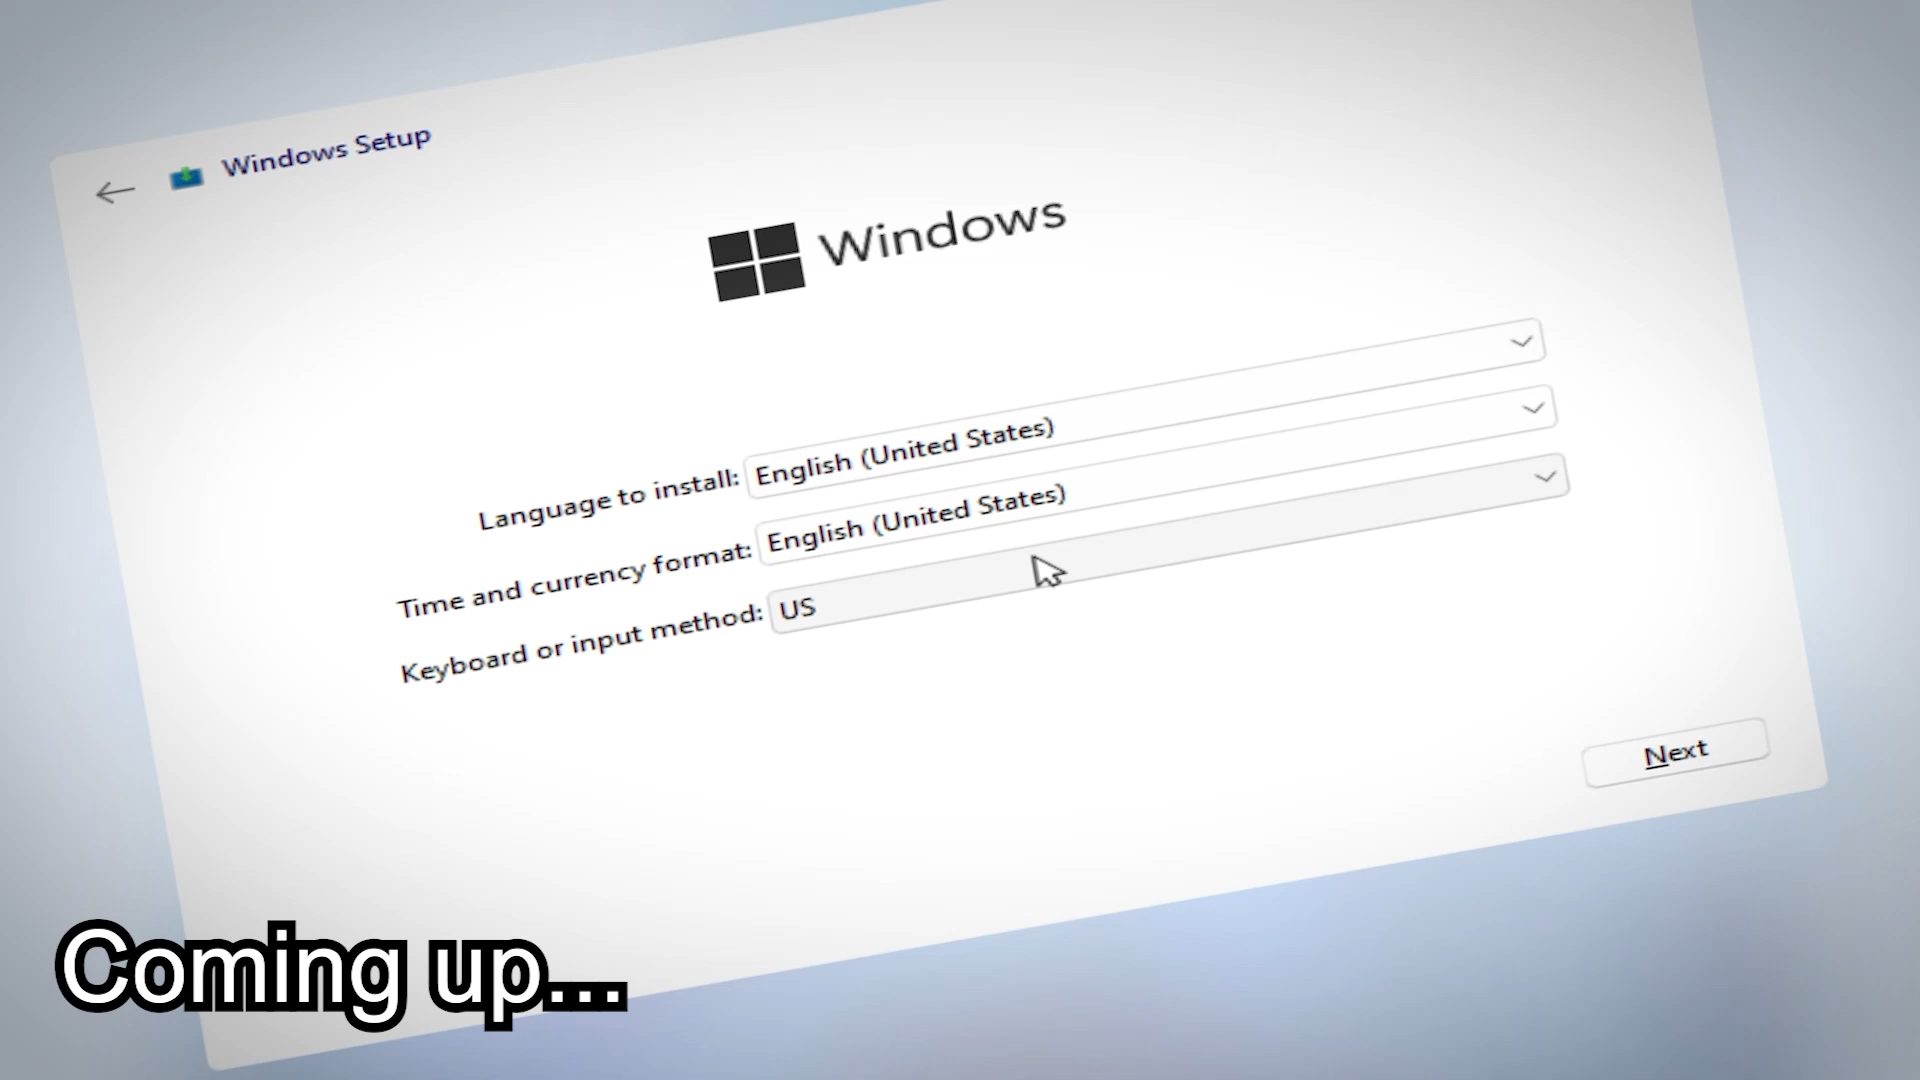 Windows Setup
Windows
Language to install: English (United States)
Time and currency format: English (United States)
Keyboard or input method: US
Next
Coming up...